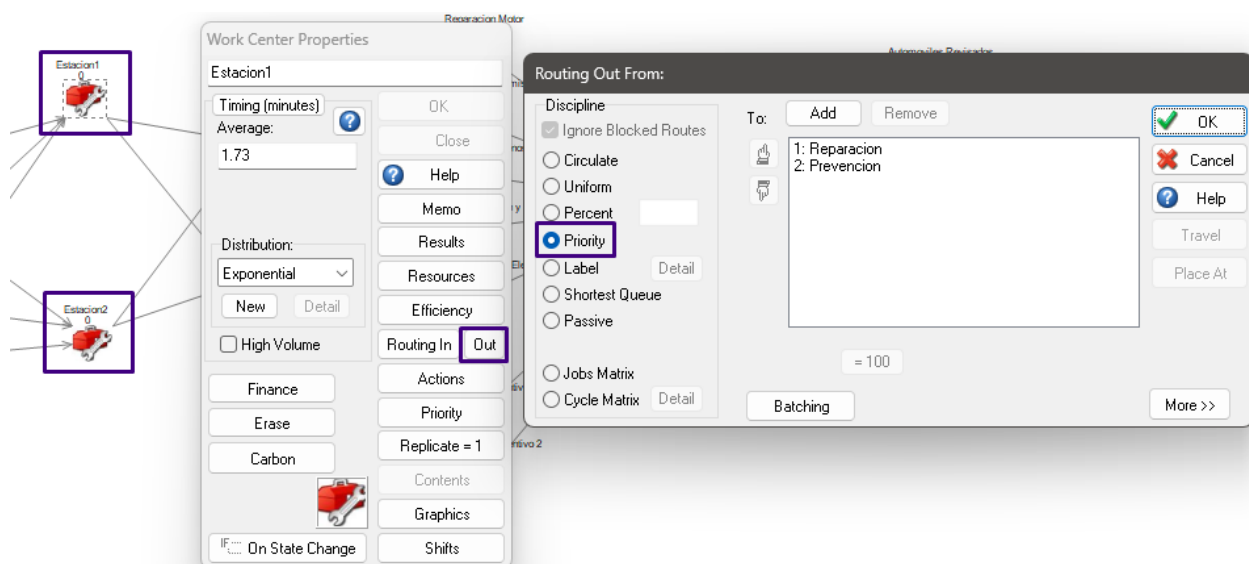 Reparacion Motor
Estacion1
0
Estacion2
0
Work Center Properties
Estacion1
Timing (minutes)
Average:
1.73
Distribution:
Exponential
New
Detail
High Volume
Finance
Erase
Carbon
IF
On State Change
OK
Close
Help
Memo
Results
Resources
Efficiency
Routing In
Out
Actions
Priority
Replicate = 1
Contents
Graphics
Shifts
Automoviles Revisados
Routing Out From:
Discipline
Ignore Blocked Routes
Circulate
Uniform
Percent
Priority
Label
Detail
Shortest Queue
Passive
Jobs Matrix
Cycle Matrix
Detail
To:
Add
Remove
1: Reparacion
2: Prevencion
= 100
Batching
OK
Cancel
Help
Travel
Place At
More >>